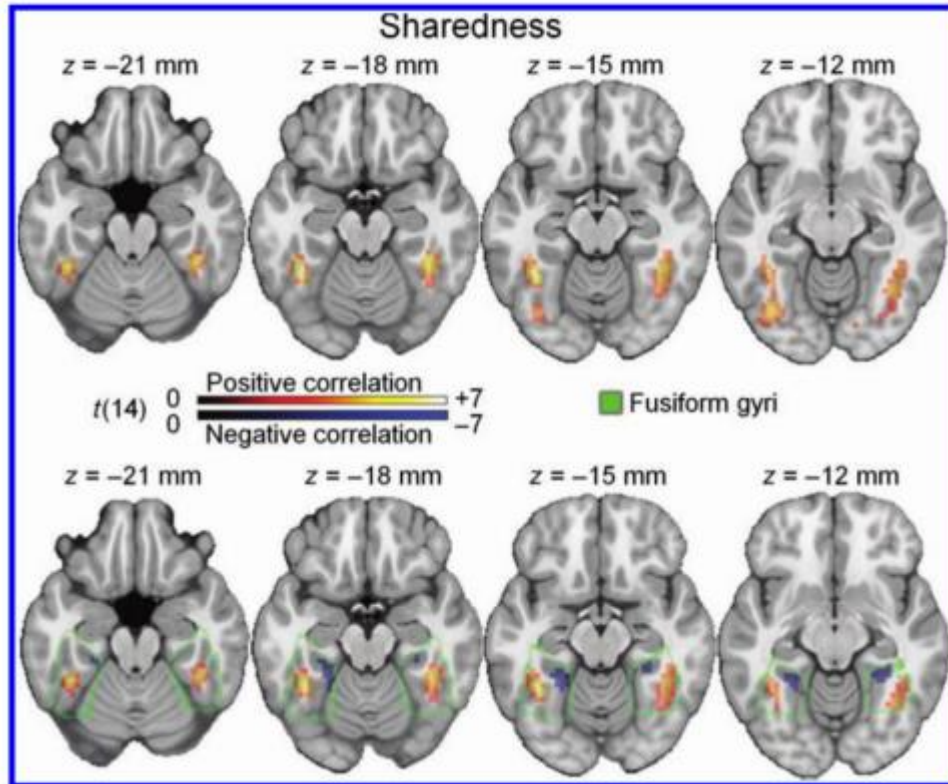 Sharedness
z = –21 mm z = –18 mm z = –15 mm z = –12 mm
Positive correlation
0 +7
t(14)
0 –7
Negative correlation
Fusiform gyri
z = –21 mm z = –18 mm z = –15 mm z = –12 mm